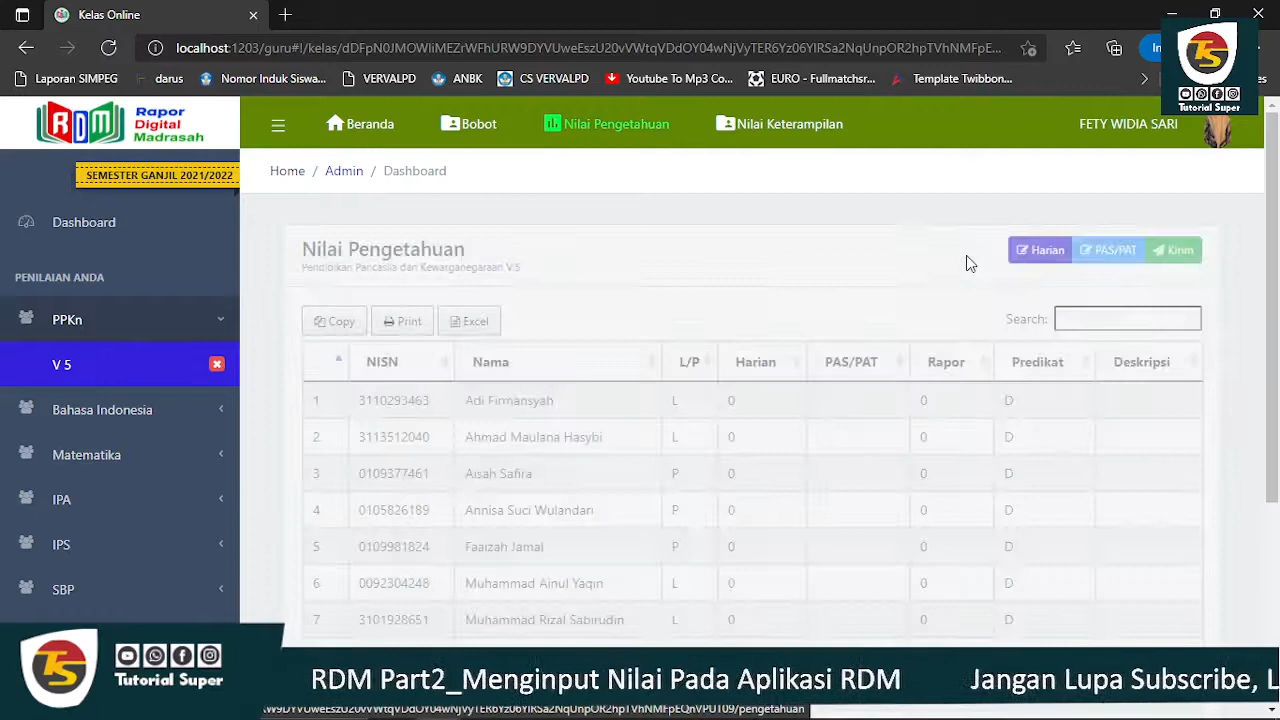 Kelas Online
localhost:1203/guru#!/kelas/
Laporan SIMPEG
darus
Nomor Induk Siswa...
VERVALPD
ANBK
CS VERVALPD
Youtube To Mp3 Co...
EURO - Fullmatchsr...
Template Twibbon...
Tutorial Super
RDM
Rapor
Digital
Madrasah
Beranda
Bobot
Nilai Pengetahuan
Nilai Keterampilan
FETY WIDIA SARI
SEMESTER GANJIL 2021/2022
Home / Admin / Dashboard
Dashboard
PENILAIAN ANDA
PPKn
V 5
Bahasa Indonesia
Matematika
IPA
IPS
SBP
Nilai Pengetahuan
Pendidikan Pancasila dan Kewarganegaraan V.5
Harian
PAS/PAT
Kirim
Copy
Print
Excel
Search:
NISN Nama L/P Harian PAS/PAT Rapor Predikat Deskripsi
1 3110293463 Adi Firmansyah L 0 0 D
2 3113512040 Ahmad Maulana Hasybi L 0 0 D
3 0109377461 Aisah Safira P 0 0 D
4 0105826189 Annisa Suci Wulandari P 0 0 D
5 0109981824 Faaizah Jamal P 0 0 D
6 0092304248 Muhammad Ainul Yaqin L 0 0 D
7 3101928651 Muhammad Rizal Sabirudin L 0 0 D
TS
Tutorial Super
RDM Part2_Menginput Nilai Pada Aplikasi RDM
Jangan Lupa Subscribe, L